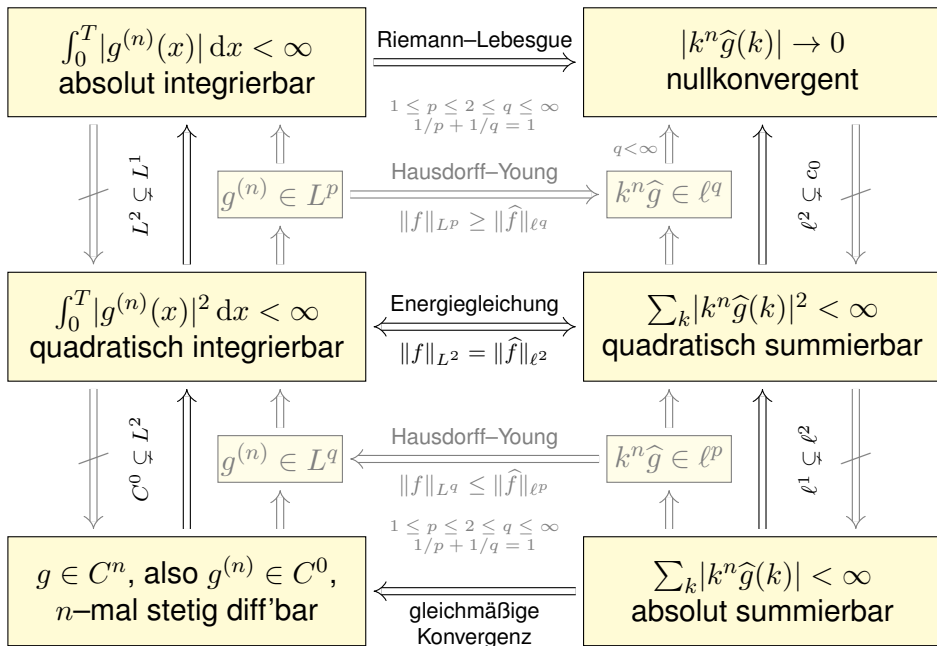 ∫₀ᵀ|g⁽ⁿ⁾(x)| dx < ∞
absolut integrierbar
Riemann–Lebesgue
|kⁿĝ(k)| → 0
nullkonvergent
1 ≤ p ≤ 2 ≤ q ≤ ∞
1/p + 1/q = 1
L² ⊊ L¹
g⁽ⁿ⁾ ∈ Lᵖ
Hausdorff–Young
‖f‖_{L^p} ≥ ‖f̂‖_{ℓ^q}
q<∞
kⁿĝ ∈ ℓ^q
ℓ² ⊊ c₀
∫₀ᵀ|g⁽ⁿ⁾(x)|² dx < ∞
quadratisch integrierbar
Energiegleichung
‖f‖_{L²} = ‖f̂‖_{ℓ²}
∑ₖ|kⁿĝ(k)|² < ∞
quadratisch summierbar
C⁰ ⊊ L²
g⁽ⁿ⁾ ∈ L^q
Hausdorff–Young
‖f‖_{L^q} ≤ ‖f̂‖_{ℓ^p}
kⁿĝ ∈ ℓᵖ
ℓ¹ ⊊ ℓ²
1 ≤ p ≤ 2 ≤ q ≤ ∞
1/p + 1/q = 1
g ∈ Cⁿ, also g⁽ⁿ⁾ ∈ C⁰,
n–mal stetig diff'bar
gleichmäßige
Konvergenz
∑ₖ|kⁿĝ(k)| < ∞
absolut summierbar